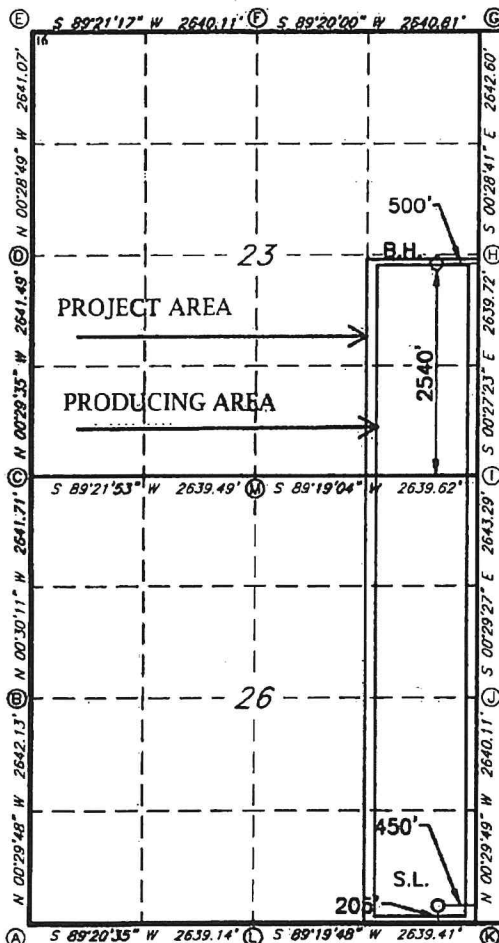 Ⓔ S 89°21'17" W 2640.11' Ⓕ S 89°20'00" W 2640.81' Ⓖ
16
N 00°28'49" W 2641.07'
S 00°28'41" E 2642.60'
500'
Ⓓ 23 B.H. Ⓗ
PROJECT AREA
N 00°29'35" W 2641.49'
2540'
S 00°27'23" E 2639.72'
PRODUCING AREA
Ⓒ S 89°21'53" W 2639.49' Ⓜ S 89°19'04" W 2639.62' Ⓘ
N 00°30'11" W 2641.71'
S 00°29'27" E 2643.29'
Ⓑ 26 Ⓙ
N 00°29'48" W 2642.13'
S 00°29'49" W 2640.11'
450'
S.L.
205'
Ⓐ S 89°20'35" W 2639.14' Ⓛ S 89°19'48" W 2639.41' Ⓚ